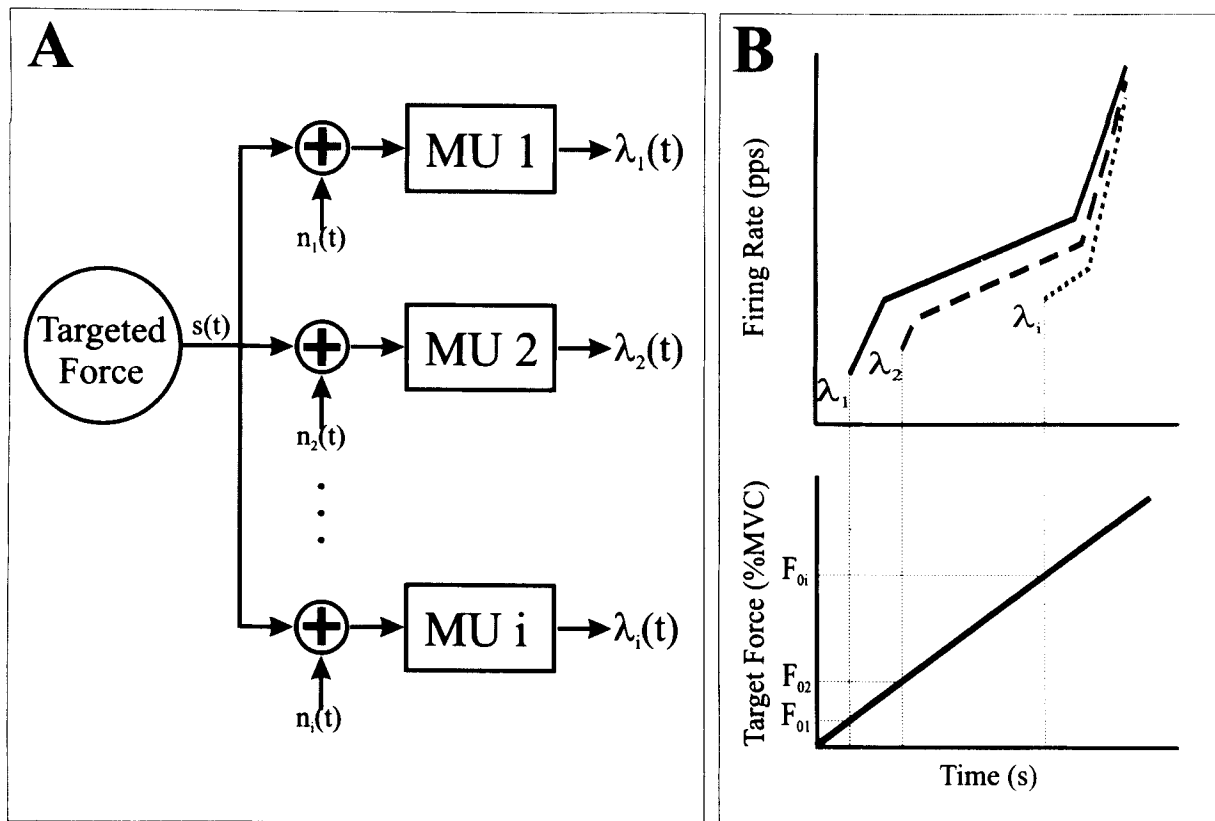 A
MU 1
λ₁(t)
n₁(t)
Targeted
Force
s(t)
MU 2
λ₂(t)
n₂(t)
MU i
λᵢ(t)
nᵢ(t)
B
Firing Rate (pps)
λ₁
λ₂
λᵢ
Target Force (%MVC)
F₀ᵢ
F₀₂
F₀₁
Time (s)